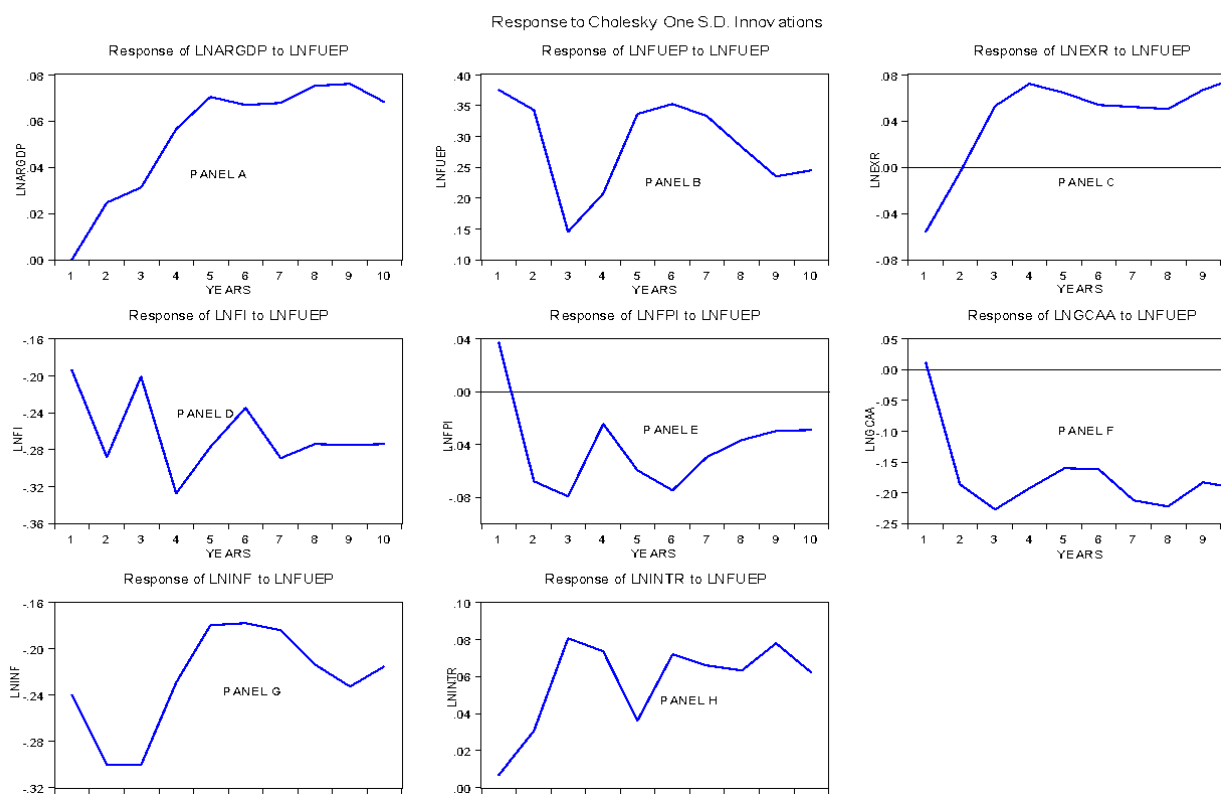 Response to Cholesky One S.D. Innovations
Response of LNARGDP to LNFUEP
LNARGDP
.08
.06
.04
.02
.00
PANEL A
1 2 3 4 5 6 7 8 9 10
YEARS
Response of LNFUEP to LNFUEP
LNFUEP
.40
.35
.30
.25
.20
.15
.10
PANEL B
1 2 3 4 5 6 7 8 9 10
YEARS
Response of LNEXR to LNFUEP
LNEXR
.08
.04
.00
-.04
-.08
PANEL C
1 2 3 4 5 6 7 8 9
YEARS
Response of LNFI to LNFUEP
LNFI
-.16
-.20
-.24
-.28
-.32
-.36
PANEL D
1 2 3 4 5 6 7 8 9 10
YEARS
Response of LNFPI to LNFUEP
LNFPI
.04
.00
-.04
-.08
PANEL E
1 2 3 4 5 6 7 8 9 10
YEARS
Response of LNGCAA to LNFUEP
LNGCAA
.05
.00
-.05
-.10
-.15
-.20
-.25
PANEL F
1 2 3 4 5 6 7 8 9
YEARS
Response of LNINF to LNFUEP
LNINF
-.16
-.20
-.24
-.28
-.32
PANEL G
Response of LNINTR to LNFUEP
LNINTR
.10
.08
.06
.04
.02
.00
PANEL H